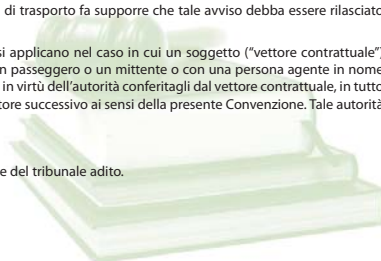 di trasporto fa supporre che tale avviso debba essere rilasciato
si applicano nel caso in cui un soggetto ("vettore contrattuale")
n passeggero o un mittente o con una persona agente in nome
in virtù dell'autorità conferitagli dal vettore contrattuale, in tutto
tore successivo ai sensi della presente Convenzione. Tale autorità
e del tribunale adito.